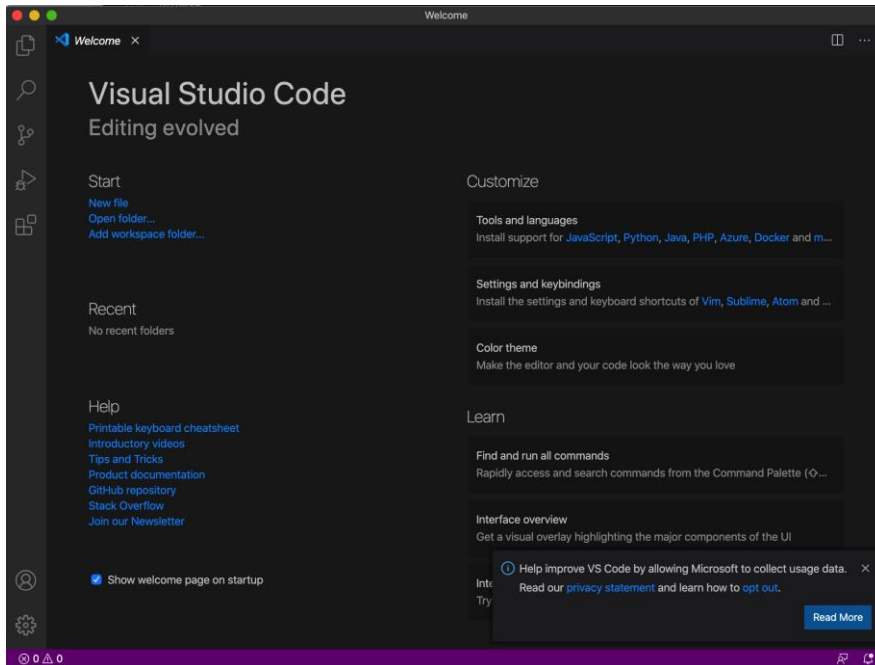 Welcome
Welcome
Visual Studio Code
Editing evolved
Start
New file
Open folder...
Add workspace folder...
Recent
No recent folders
Help
Printable keyboard cheatsheet
Introductory videos
Tips and Tricks
Product documentation
GitHub repository
Stack Overflow
Join our Newsletter
Show welcome page on startup
Customize
Tools and languages
Install support for JavaScript, Python, Java, PHP, Azure, Docker and m...
Settings and keybindings
Install the settings and keyboard shortcuts of Vim, Sublime, Atom and ...
Color theme
Make the editor and your code look the way you love
Learn
Find and run all commands
Rapidly access and search commands from the Command Palette (⇧...
Interface overview
Get a visual overlay highlighting the major components of the UI
Inte
Try
Help improve VS Code by allowing Microsoft to collect usage data.
Read our privacy statement and learn how to opt out.
Read More
0 0